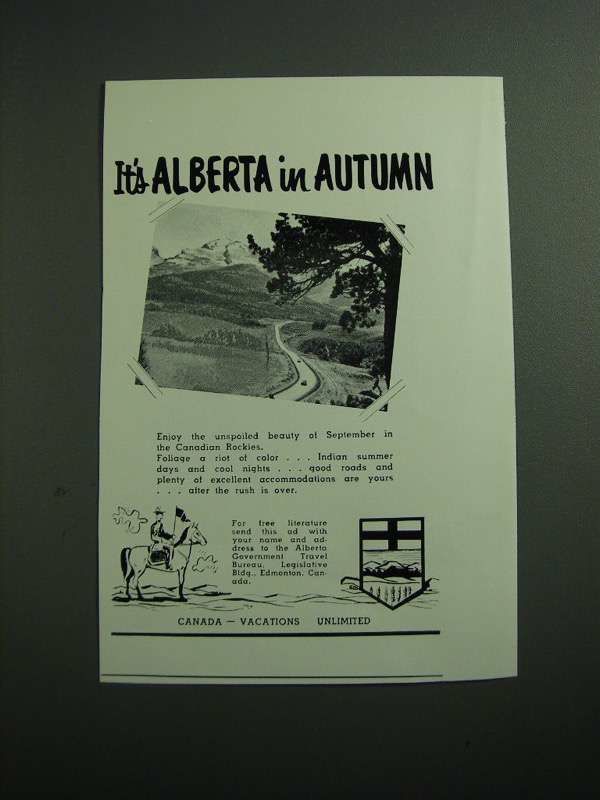 It's ALBERTA in AUTUMN
Enjoy the unspoiled beauty of September in
the Canadian Rockies.
Foliage a riot of color . . . Indian summer
days and cool nights . . . good roads and
plenty of excellent accommodations are yours
. . . after the rush is over.
For free literature
send this ad with
your name and ad-
dress to the Alberta
Government Travel
Bureau, Legislative
Bldg., Edmonton, Can-
ada.
CANADA — VACATIONS UNLIMITED